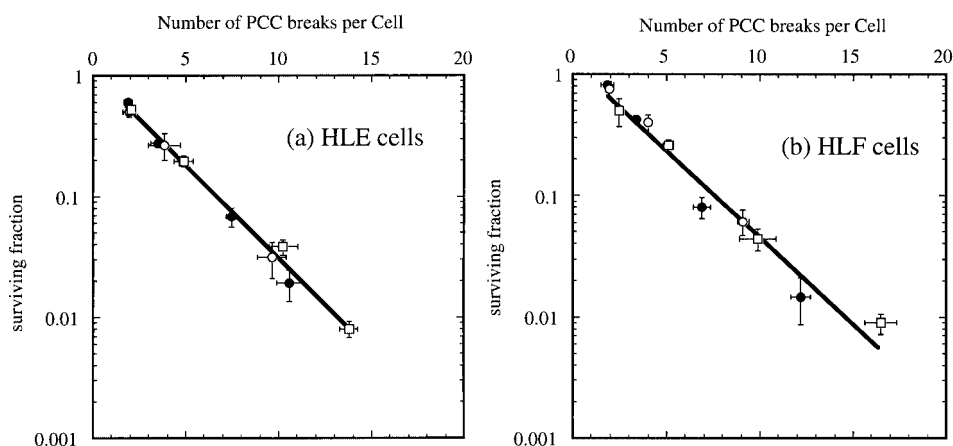 Number of PCC breaks per Cell
0 5 10 15 20
1
0.1
0.01
0.001
surviving fraction
(a) HLE cells
Number of PCC breaks per Cell
0 5 10 15 20
1
0.1
0.01
0.001
surviving fraction
(b) HLF cells